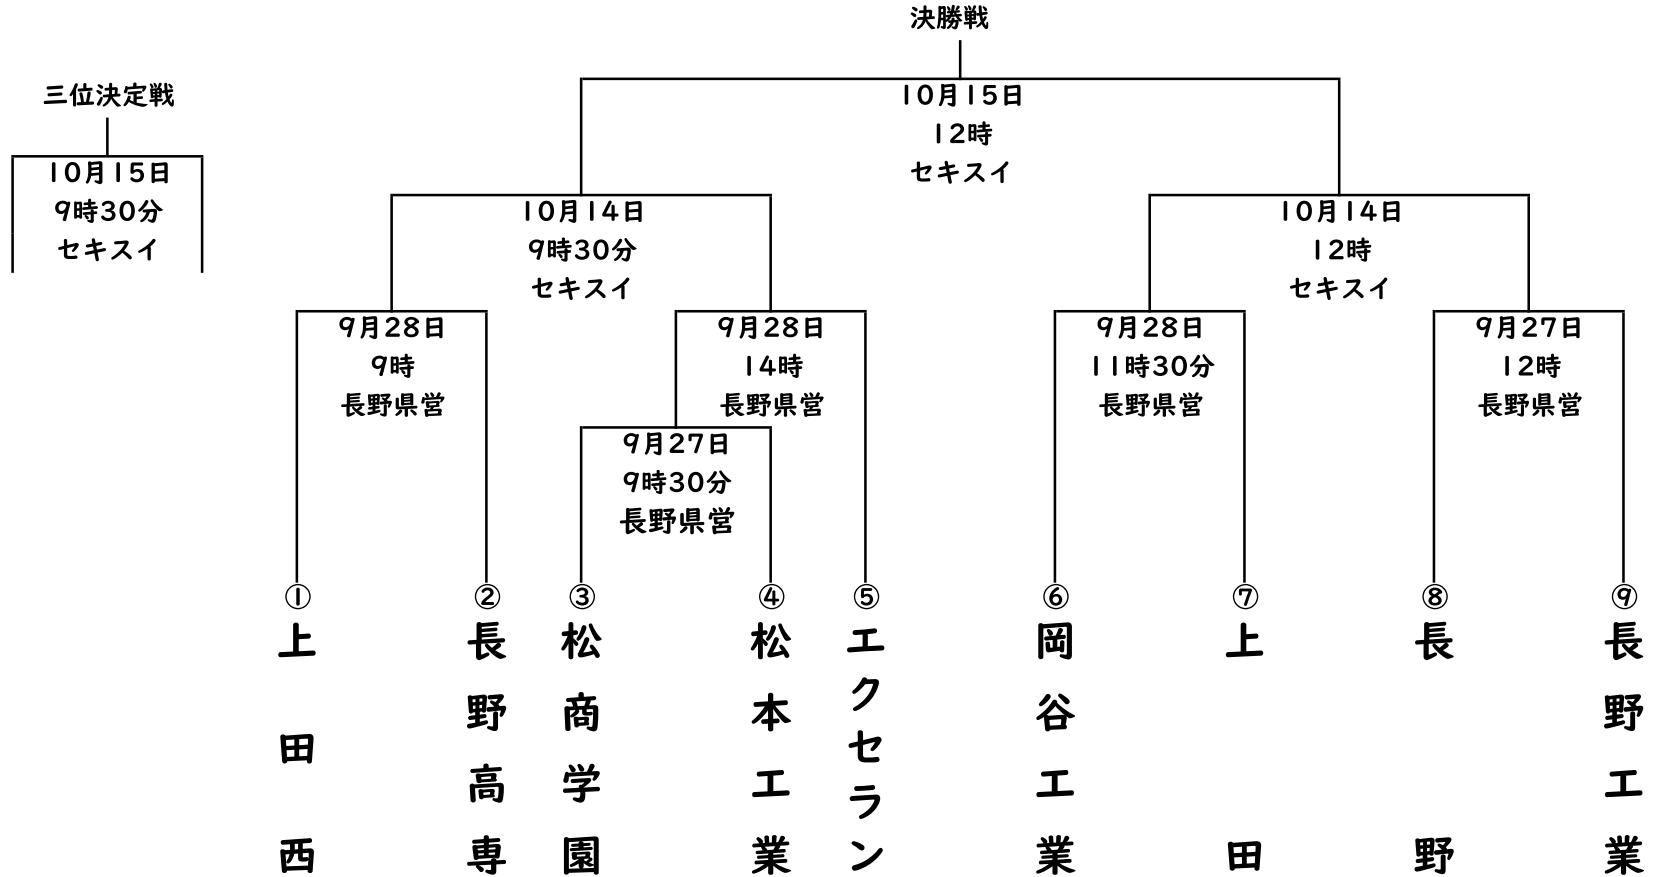 決勝戦
10月15日
12時
セキスイ
三位決定戦
10月15日
9時30分
セキスイ
10月14日
9時30分
セキスイ
10月14日
12時
セキスイ
9月28日
9時
長野県営
9月28日
14時
長野県営
9月28日
11時30分
長野県営
9月27日
12時
長野県営
9月27日
9時30分
長野県営
①上田西
②長野高専
③松商学園
④松本工業
⑤エクセラン
⑥岡谷工業
⑦上田
⑧長野
⑨長野工業